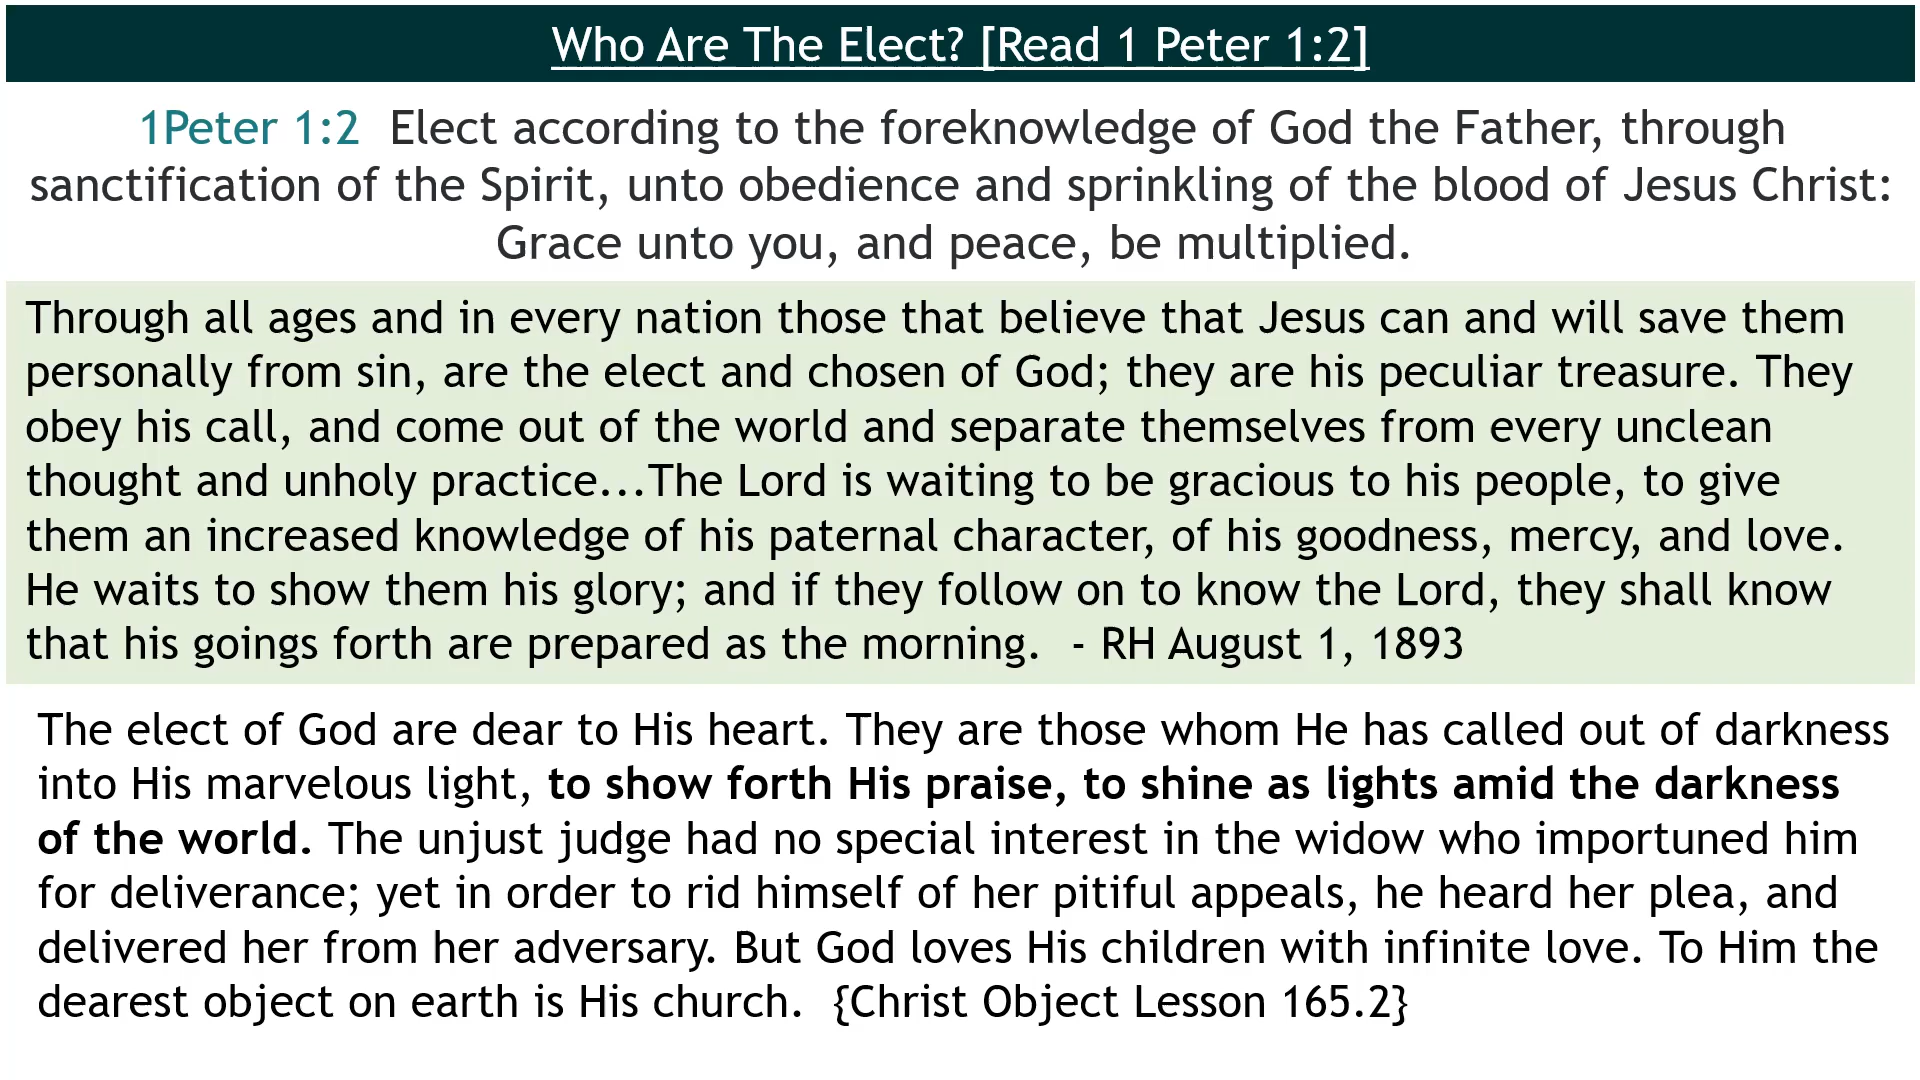 Who Are The Elect? [Read 1 Peter 1:2]
1Peter 1:2 Elect according to the foreknowledge of God the Father, through
sanctification of the Spirit, unto obedience and sprinkling of the blood of Jesus Christ:
Grace unto you, and peace, be multiplied.
Through all ages and in every nation those that believe that Jesus can and will save them
personally from sin, are the elect and chosen of God; they are his peculiar treasure. They
obey his call, and come out of the world and separate themselves from every unclean
thought and unholy practice...The Lord is waiting to be gracious to his people, to give
them an increased knowledge of his paternal character, of his goodness, mercy, and love.
He waits to show them his glory; and if they follow on to know the Lord, they shall know
that his goings forth are prepared as the morning. - RH August 1, 1893
The elect of God are dear to His heart. They are those whom He has called out of darkness
into His marvelous light, to show forth His praise, to shine as lights amid the darkness
of the world. The unjust judge had no special interest in the widow who importuned him
for deliverance; yet in order to rid himself of her pitiful appeals, he heard her plea, and
delivered her from her adversary. But God loves His children with infinite love. To Him the
dearest object on earth is His church. {Christ Object Lesson 165.2}